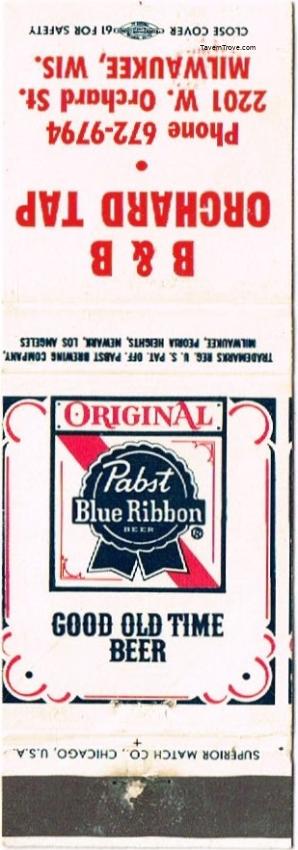 TavernTrove.com
B & B
ORCHARD TAP
•
Phone 672-9794
2201 W. Orchard St.
MILWAUKEE, WIS.
CLOSE COVER FOR SAFETY
TRADEMARKS REG. U. S. PAT. OFF. PABST BREWING COMPANY,
MILWAUKEE, PEORIA HEIGHTS, NEWARK, LOS ANGELES
ORIGINAL
Pabst
Blue Ribbon
BEER
®
GOOD OLD TIME
BEER
SUPERIOR MATCH CO., CHICAGO, U.S.A.